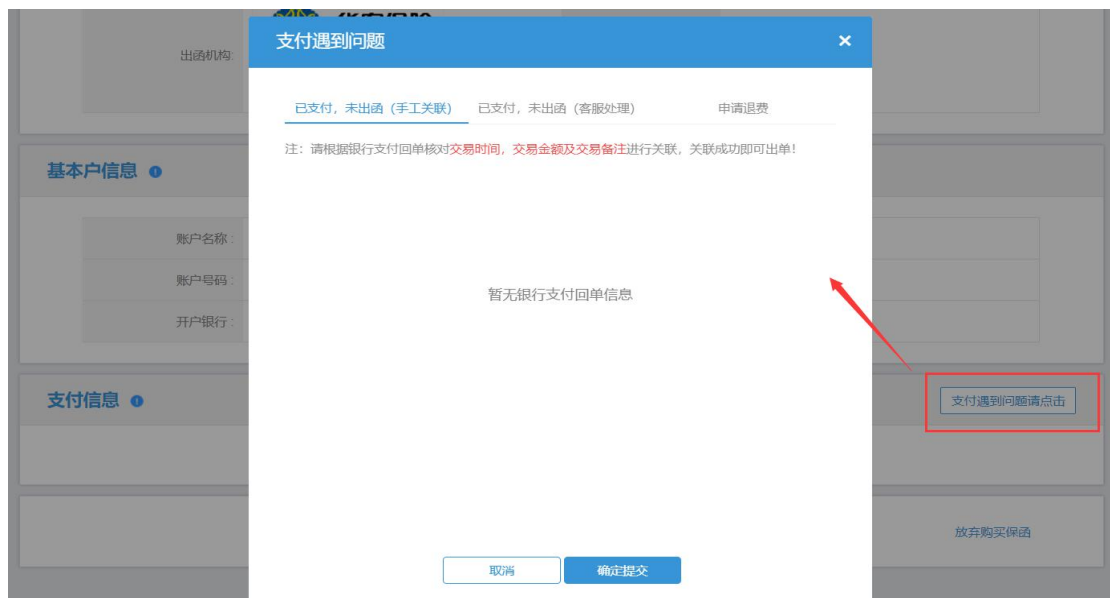 出函机构:
支付遇到问题
×
已支付，未出函（手工关联） 已支付，未出函（客服处理） 申请退费
注：请根据银行支付回单核对交易时间，交易金额及交易备注进行关联，关联成功即可出单！
基本户信息
账户名称：
账户号码：
开户银行：
暂无银行支付回单信息
支付信息
支付遇到问题请点击
放弃购买保函
取消 确定提交